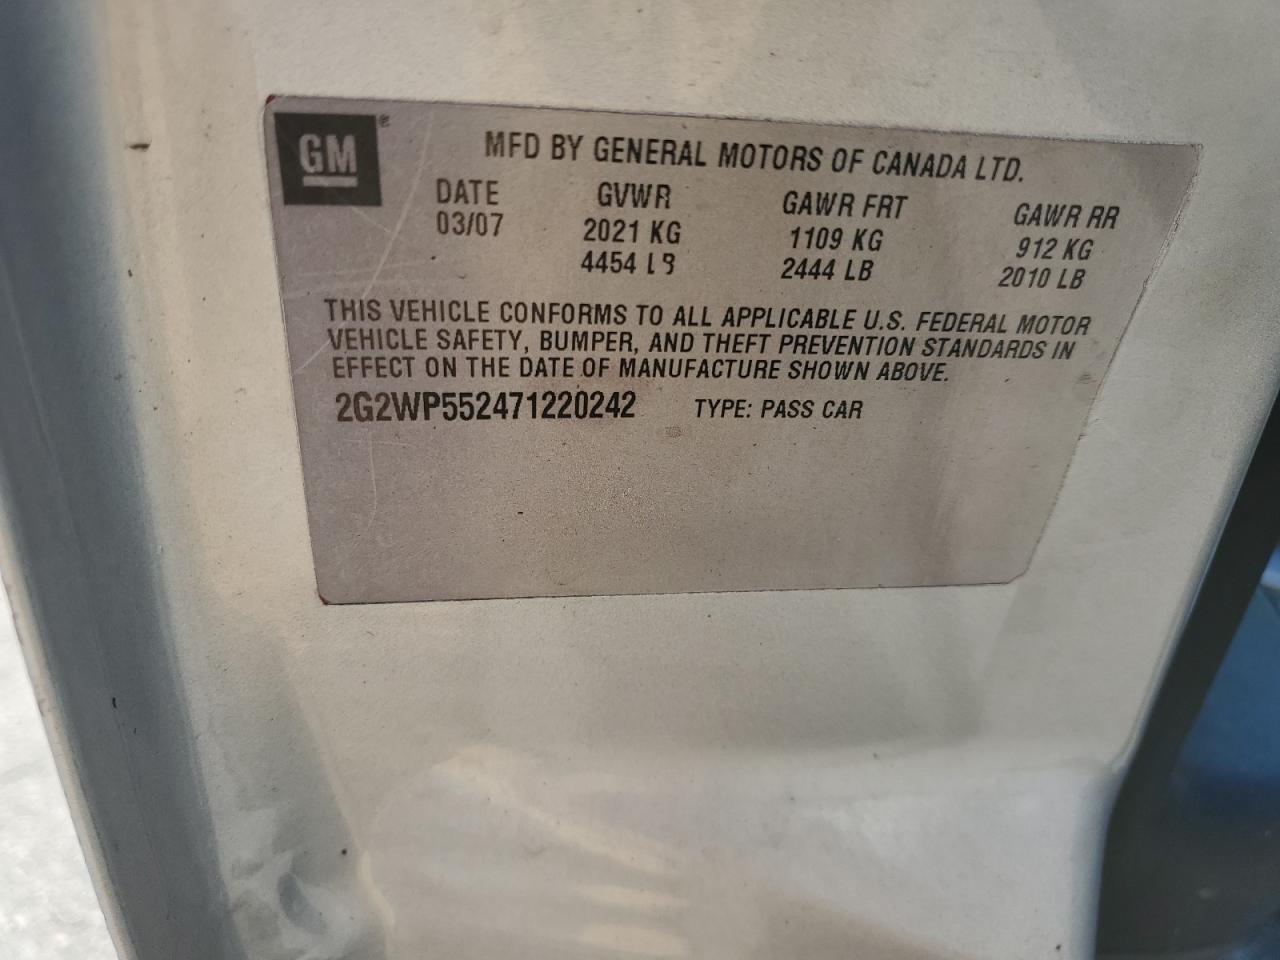 GM®
MFD BY GENERAL MOTORS OF CANADA LTD.
DATE GVWR GAWR FRT GAWR RR
03/07 2021 KG 1109 KG 912 KG
4454 LB 2444 LB 2010 LB
THIS VEHICLE CONFORMS TO ALL APPLICABLE U.S. FEDERAL MOTOR
VEHICLE SAFETY, BUMPER, AND THEFT PREVENTION STANDARDS IN
EFFECT ON THE DATE OF MANUFACTURE SHOWN ABOVE.
2G2WP552471220242 TYPE: PASS CAR